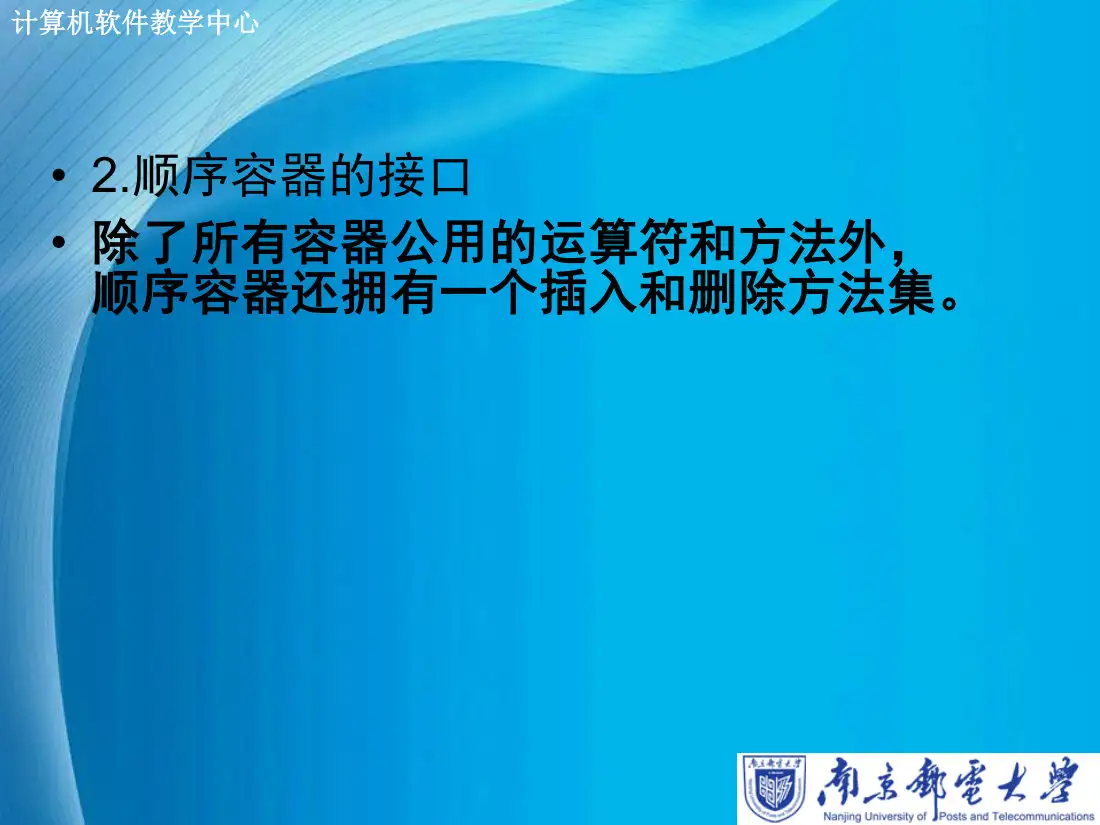 计算机软件教学中心
• 2.顺序容器的接口
• 除了所有容器公用的运算符和方法外，
顺序容器还拥有一个插入和删除方法集。
南京郵電大學
Nanjing University of Posts and Telecommunications